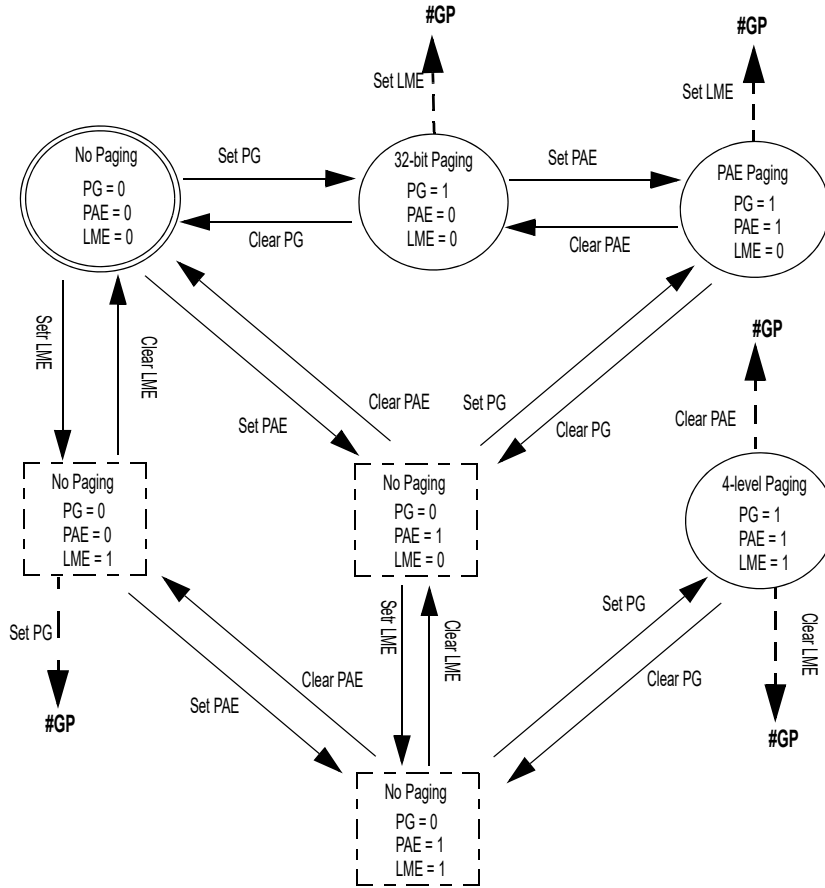 #GP
#GP
Set LME
Set LME
No Paging
PG = 0
PAE = 0
LME = 0
Set PG
Clear PG
32-bit Paging
PG = 1
PAE = 0
LME = 0
Set PAE
Clear PAE
PAE Paging
PG = 1
PAE = 1
LME = 0
Setr LME
Clear LME
Set PAE
Clear PAE
Set PG
Clear PG
#GP
Clear PAE
No Paging
PG = 0
PAE = 0
LME = 1
No Paging
PG = 0
PAE = 1
LME = 0
4-level Paging
PG = 1
PAE = 1
LME = 1
Set PG
#GP
Set PAE
Clear PAE
Setr LME
Clear LME
Set PG
Clear PG
Clear LME
#GP
No Paging
PG = 0
PAE = 1
LME = 1